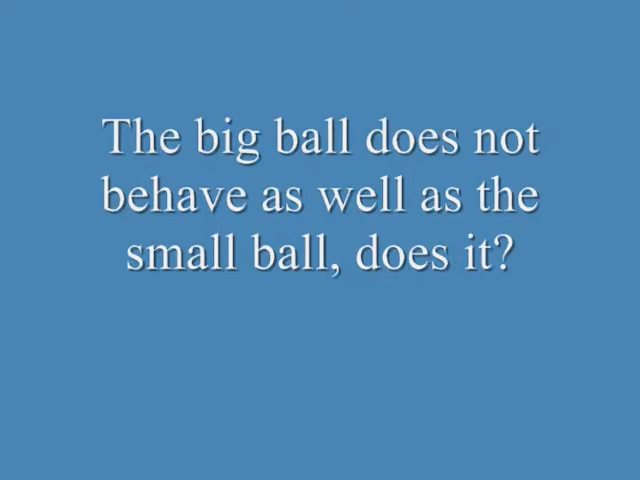 The big ball does not
behave as well as the
small ball, does it?